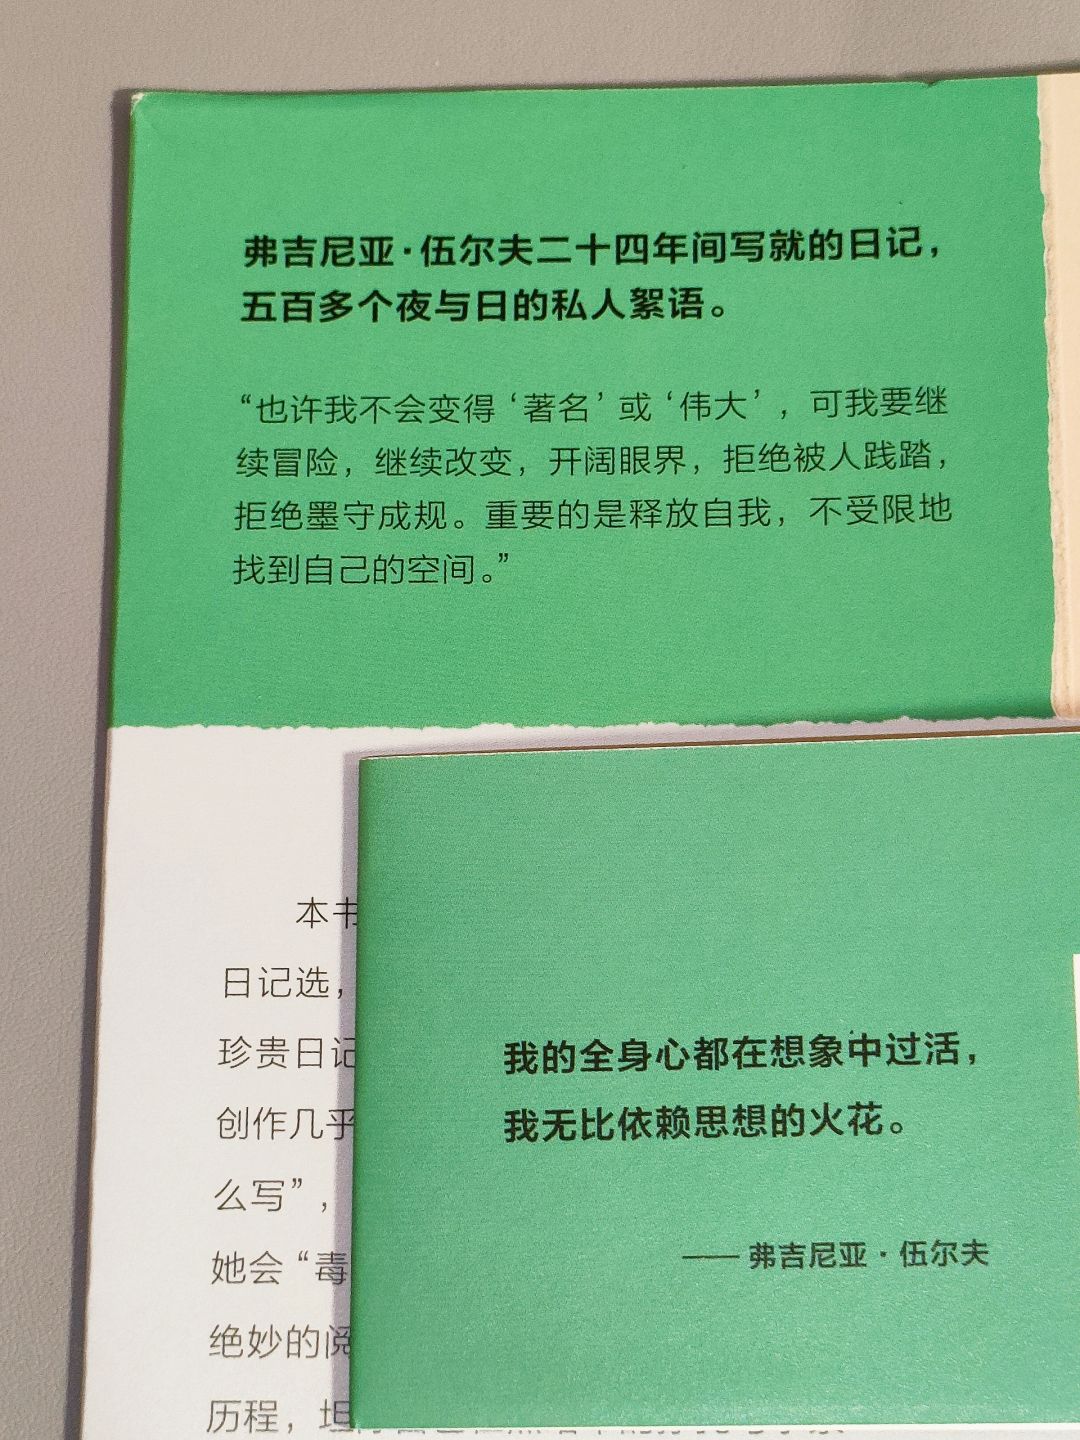 弗吉尼亚·伍尔夫二十四年间写就的日记，
五百多个夜与日的私人絮语。
“也许我不会变得‘著名’或‘伟大’，可我要继
续冒险，继续改变，开阔眼界，拒绝被人践踏，
拒绝墨守成规。重要的是释放自我，不受限地
找到自己的空间。”
本书
日记选，
珍贵日记
创作几乎
么写”，
她会“毒
绝妙的阅
历程，坦
我的全身心都在想象中过活，
我无比依赖思想的火花。
——弗吉尼亚·伍尔夫